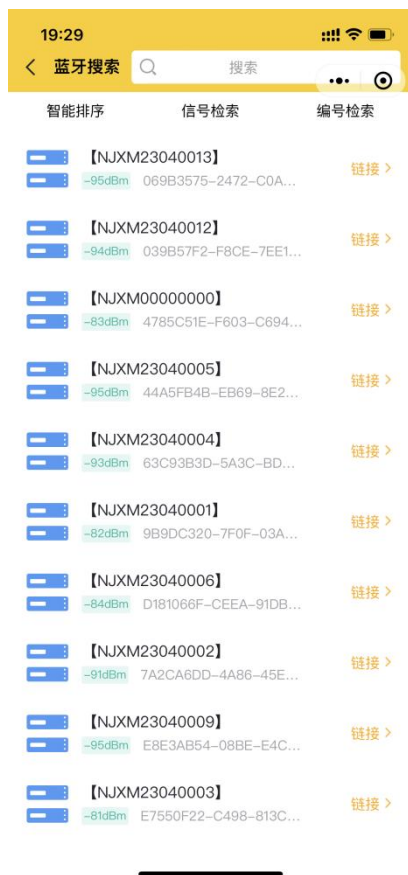 19:29
蓝牙搜索 搜索
智能排序 信号检索 编号检索
【NJXM23040013】
-95dBm 069B3575-2472-C0A...
链接
【NJXM23040012】
-94dBm 039B57F2-F8CE-7EE1...
链接
【NJXM00000000】
-83dBm 4785C51E-F603-C694...
链接
【NJXM23040005】
-95dBm 44A5FB4B-EB69-8E2...
链接
【NJXM23040004】
-93dBm 63C93B3D-5A3C-BD...
链接
【NJXM23040001】
-82dBm 9B9DC320-7F0F-03A...
链接
【NJXM23040006】
-84dBm D181066F-CEEA-91DB...
链接
【NJXM23040002】
-91dBm 7A2CA6DD-4A86-45E...
链接
【NJXM23040009】
-95dBm E8E3AB54-08BE-E4C...
链接
【NJXM23040003】
-81dBm E7550F22-C498-813C...
链接